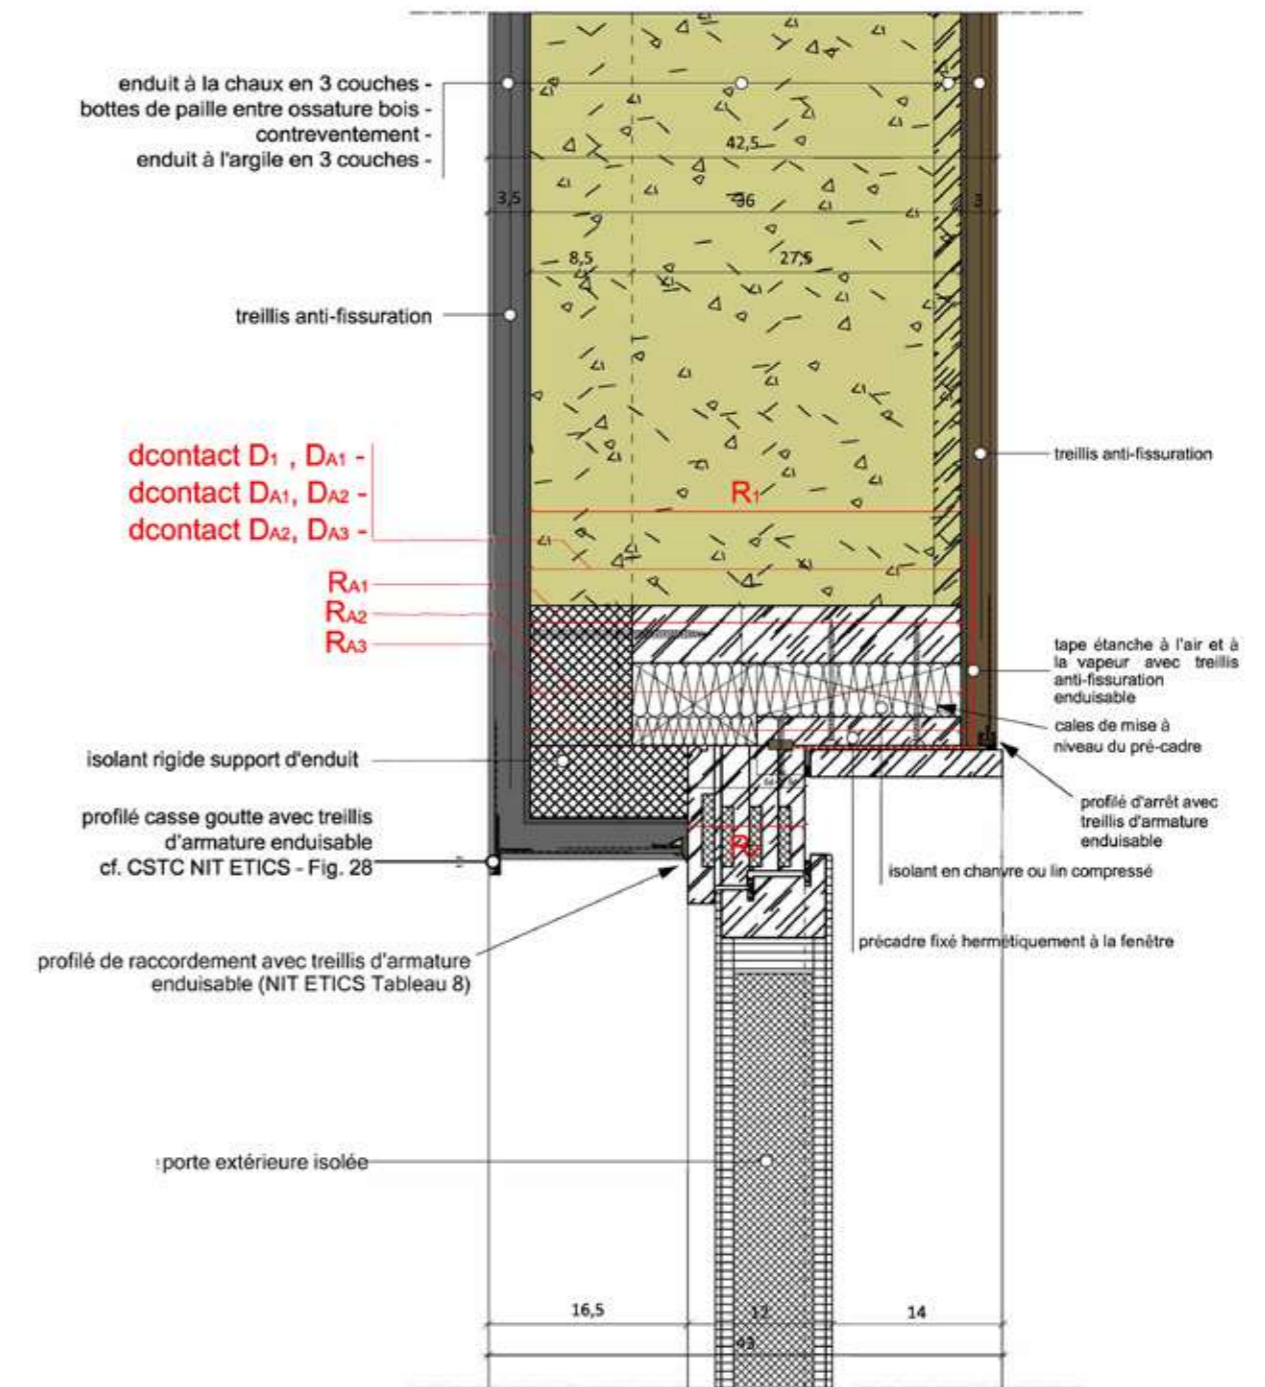 enduit à la chaux en 3 couches -
bottes de paille entre ossature bois -
contreventement -
enduit à l'argile en 3 couches -
42,5
3,5
36
3
8,5
27,5
treillis anti-fissuration
treillis anti-fissuration
dcontact D1 , DA1 -
dcontact DA1, DA2 -
dcontact DA2, DA3 -
R1
RA1
RA2
RA3
tape étanche à l'air et à
la vapeur avec treillis
anti-fissuration
enduisable
cales de mise à
niveau du pré-cadre
isolant rigide support d'enduit
profilé casse goutte avec treillis
d'armature enduisable
cf. CSTC NIT ETICS - Fig. 28
profilé d'arrêt avec
treillis d'armature
enduisable
isolant en chanvre ou lin compressé
précadre fixé hermétiquement à la fenêtre
profilé de raccordement avec treillis d'armature
enduisable (NIT ETICS Tableau 8)
porte extérieure isolée
16,5
12
14
43